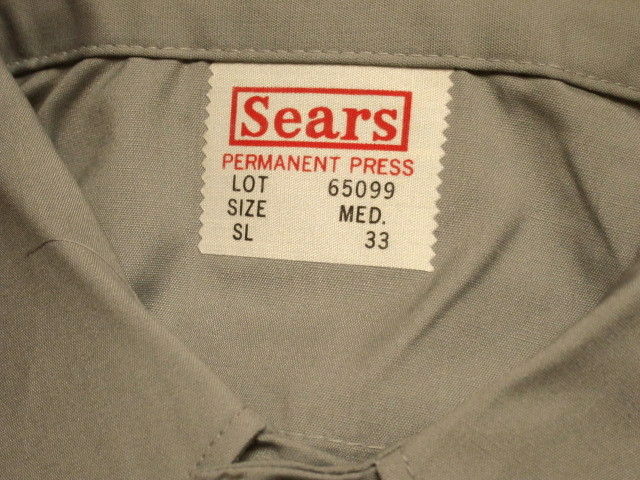 Sears
PERMANENT PRESS
LOT 65099
SIZE MED.
SL 33